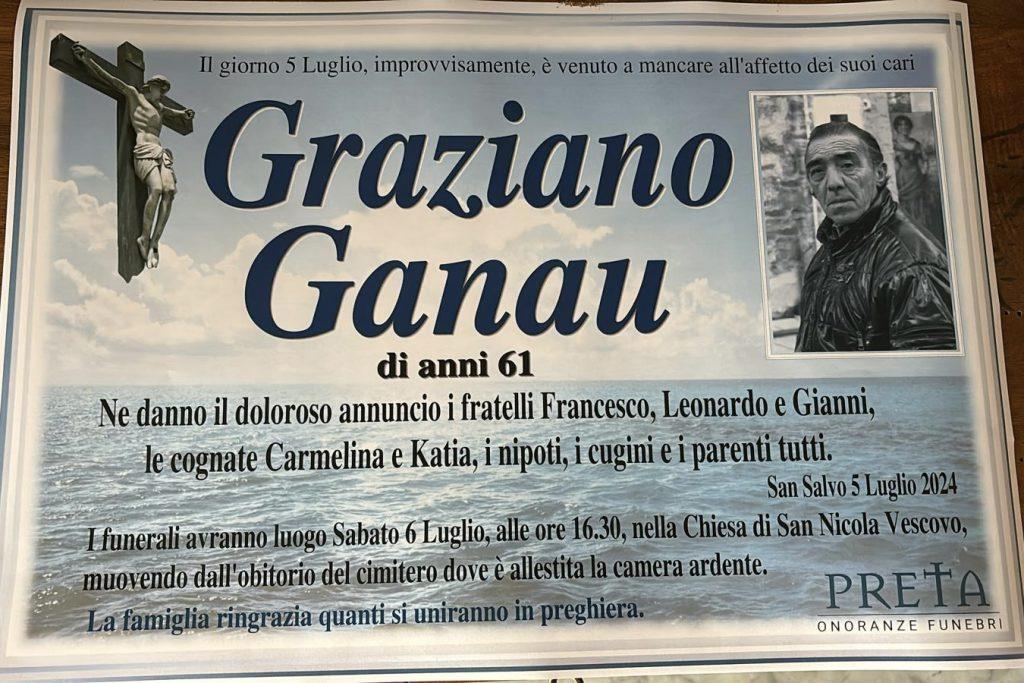 Il giorno 5 Luglio, improvvisamente, è venuto a mancare all'affetto dei suoi cari
Graziano
Ganau
di anni 61
Ne danno il doloroso annuncio i fratelli Francesco, Leonardo e Gianni,
le cognate Carmelina e Katia, i nipoti, i cugini e i parenti tutti.
San Salvo 5 Luglio 2024
I funerali avranno luogo Sabato 6 Luglio, alle ore 16.30, nella Chiesa di San Nicola Vescovo,
muovendo dall'obitorio del cimitero dove è allestita la camera ardente.
La famiglia ringrazia quanti si uniranno in preghiera.
PRETA
ONORANZE FUNEBRI